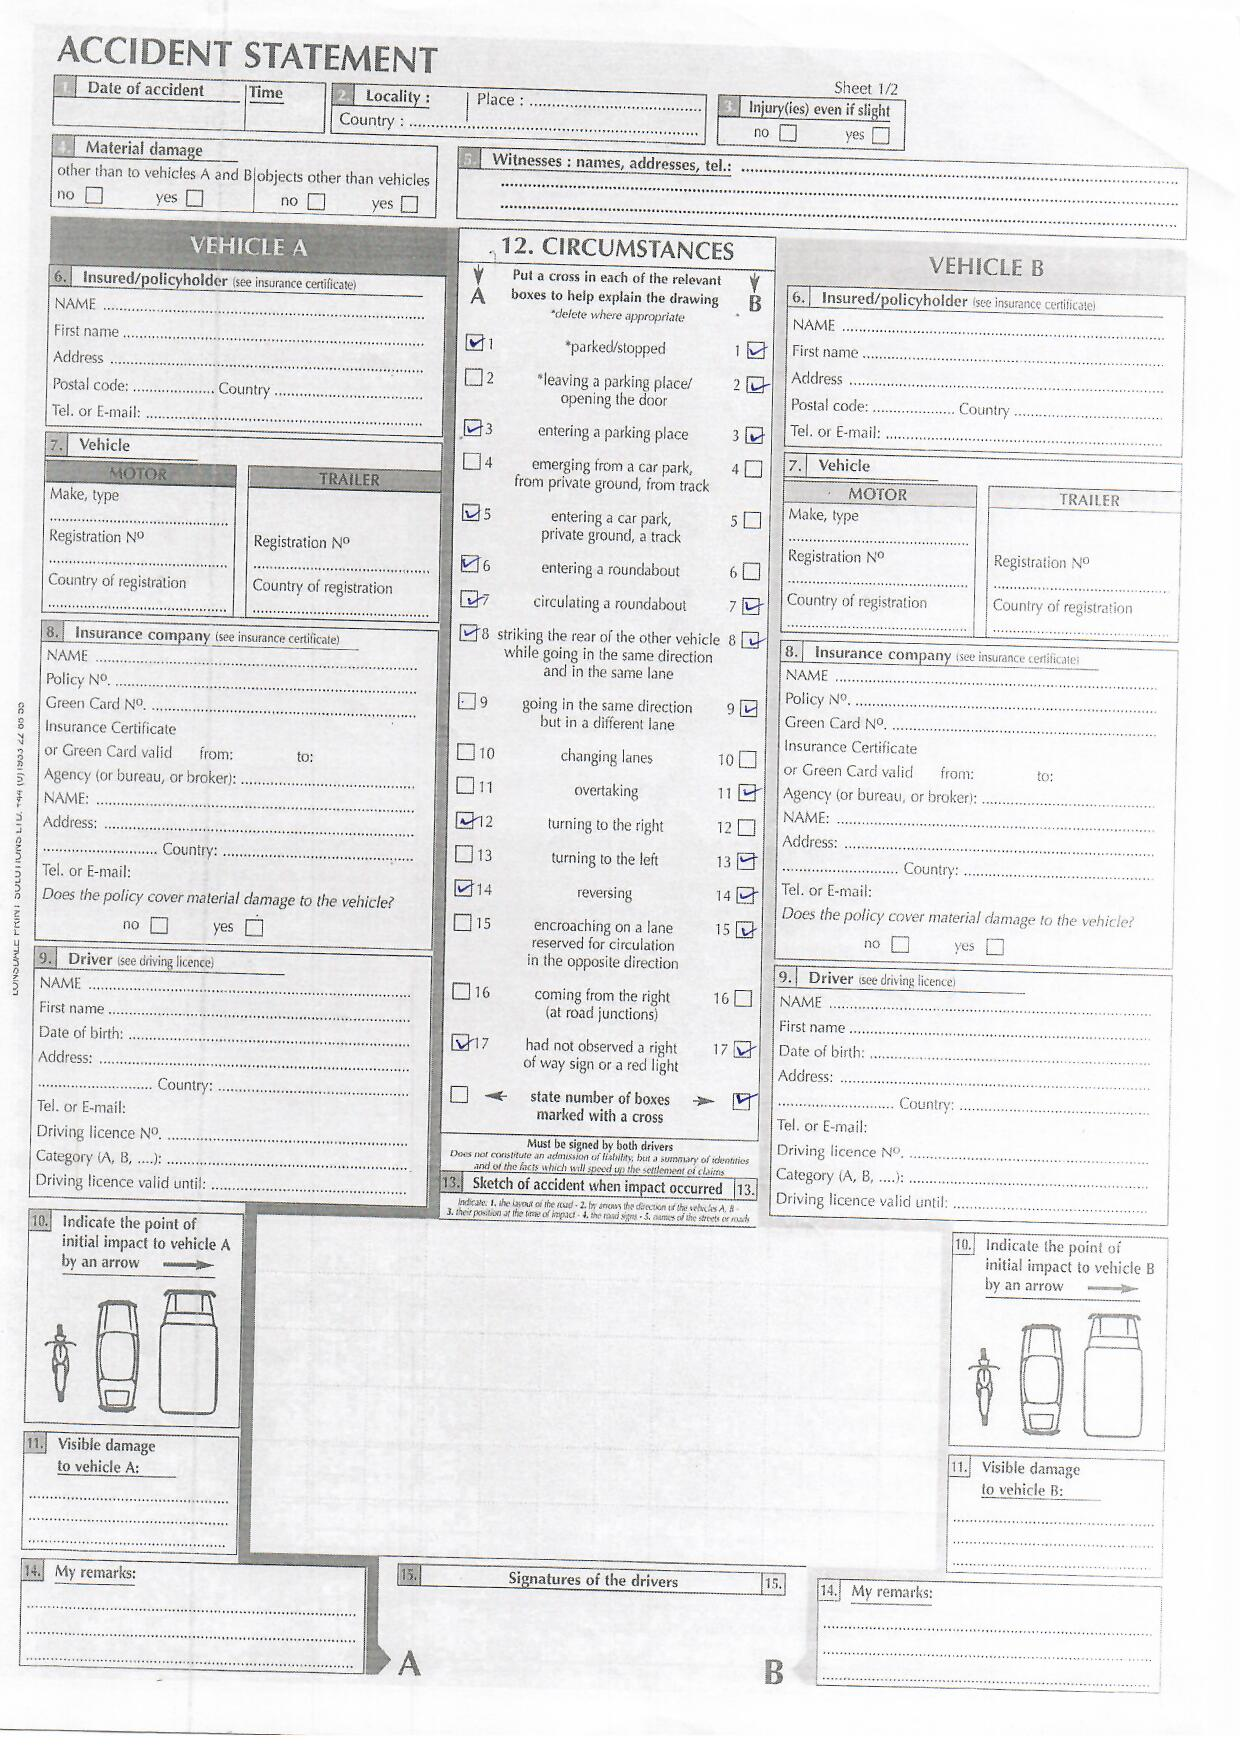 ACCIDENT STATEMENT
Sheet 1/2
1. Date of accident Time
2. Locality : Place : ........
Country : ........
3. Injury(ies) even if slight
no yes
4. Material damage
other than to vehicles A and B objects other than vehicles
no yes no yes
5. Witnesses : names, addresses, tel.: ........
VEHICLE A
6. Insured/policyholder (see insurance certificate)
NAME ........
First name ........
Address ........
Postal code: ........ Country ........
Tel. or E-mail: ........
7. Vehicle
MOTOR TRAILER
Make, type
Registration Nº Registration Nº
Country of registration Country of registration
8. Insurance company (see insurance certificate)
NAME ........
Policy Nº. ........
Green Card Nº. ........
Insurance Certificate
or Green Card valid from: to:
Agency (or bureau, or broker): ........
NAME: ........
Address: ........
........ Country: ........
Tel. or E-mail:
Does the policy cover material damage to the vehicle?
no yes
9. Driver (see driving licence)
NAME ........
First name ........
Date of birth: ........
Address: ........
........ Country: ........
Tel. or E-mail:
Driving licence Nº. ........
Category (A, B, ....): ........
Driving licence valid until: ........
10. Indicate the point of
initial impact to vehicle A
by an arrow
11. Visible damage
to vehicle A:
14. My remarks:
12. CIRCUMSTANCES
Put a cross in each of the relevant
A boxes to help explain the drawing B
*delete where appropriate
1 *parked/stopped 1
2 *leaving a parking place/ 2
opening the door
3 entering a parking place 3
4 emerging from a car park, 4
from private ground, from track
5 entering a car park, 5
private ground, a track
6 entering a roundabout 6
7 circulating a roundabout 7
8 striking the rear of the other vehicle 8
while going in the same direction
and in the same lane
9 going in the same direction 9
but in a different lane
10 changing lanes 10
11 overtaking 11
12 turning to the right 12
13 turning to the left 13
14 reversing 14
15 encroaching on a lane 15
reserved for circulation
in the opposite direction
16 coming from the right 16
(at road junctions)
17 had not observed a right 17
of way sign or a red light
state number of boxes
marked with a cross
Must be signed by both drivers
Does not constitute an admission of liability, but a summary of identities
and of the facts which will speed up the settlement of claims
13. Sketch of accident when impact occurred 13.
Indicate: 1. the layout of the road - 2. by arrows the direction of the vehicles A, B -
3. their position at the time of impact - 4. the road signs - 5. names of the streets or roads
15. Signatures of the drivers 15.
A B
VEHICLE B
6. Insured/policyholder (see insurance certificate)
NAME ........
First name ........
Address ........
Postal code: ........ Country ........
Tel. or E-mail: ........
7. Vehicle
MOTOR TRAILER
Make, type
Registration Nº Registration Nº
Country of registration Country of registration
8. Insurance company (see insurance certificate)
NAME ........
Policy Nº. ........
Green Card Nº. ........
Insurance Certificate
or Green Card valid from: to:
Agency (or bureau, or broker): ........
NAME: ........
Address: ........
........ Country: ........
Tel. or E-mail:
Does the policy cover material damage to the vehicle?
no yes
9. Driver (see driving licence)
NAME ........
First name ........
Date of birth: ........
Address: ........
........ Country: ........
Tel. or E-mail:
Driving licence Nº. ........
Category (A, B, ....): ........
Driving licence valid until: ........
10. Indicate the point of
initial impact to vehicle B
by an arrow
11. Visible damage
to vehicle B:
14. My remarks:
LONSDALE PRINT SOLUTIONS LTD.